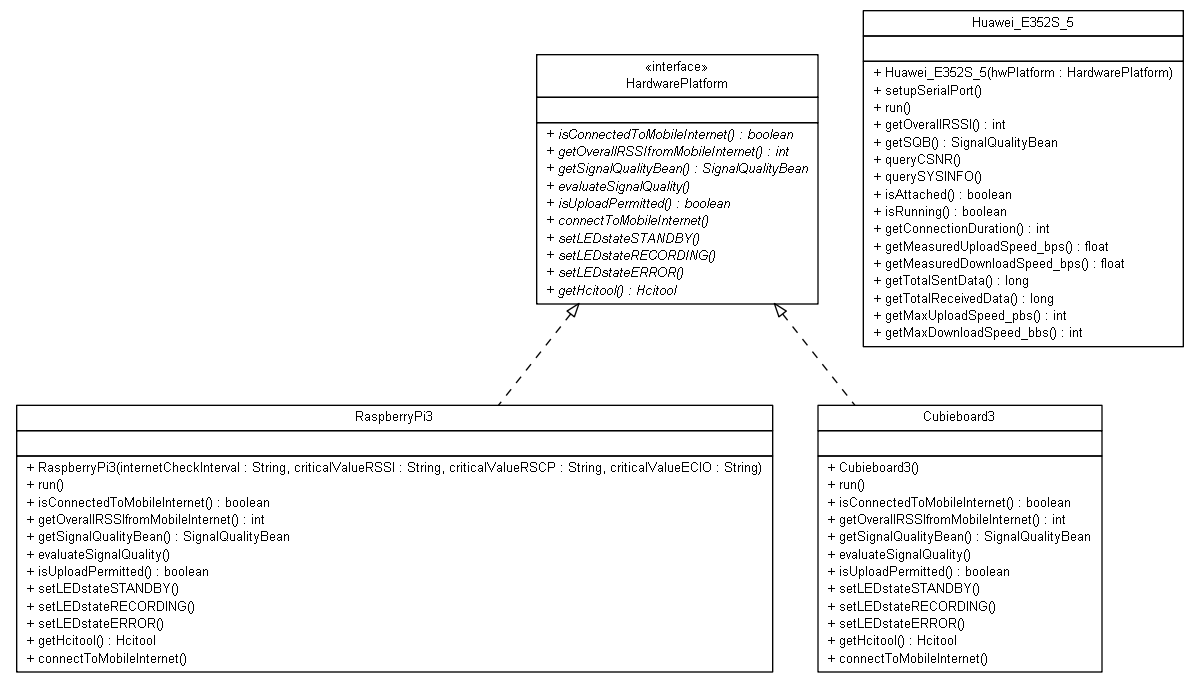 «interface»
HardwarePlatform
+ isConnectedToMobileInternet() : boolean
+ getOverallRSSIfromMobileInternet() : int
+ getSignalQualityBean() : SignalQualityBean
+ evaluateSignalQuality()
+ isUploadPermitted() : boolean
+ connectToMobileInternet()
+ setLEDstateSTANDBY()
+ setLEDstateRECORDING()
+ setLEDstateERROR()
+ getHcitool() : Hcitool
Huawei_E352S_5
+ Huawei_E352S_5(hwPlatform : HardwarePlatform)
+ setupSerialPort()
+ run()
+ getOverallRSSI() : int
+ getSQB() : SignalQualityBean
+ queryCSNR()
+ querySYSINFO()
+ isAttached() : boolean
+ isRunning() : boolean
+ getConnectionDuration() : int
+ getMeasuredUploadSpeed_bps() : float
+ getMeasuredDownloadSpeed_bps() : float
+ getTotalSentData() : long
+ getTotalReceivedData() : long
+ getMaxUploadSpeed_pbs() : int
+ getMaxDownloadSpeed_bbs() : int
RaspberryPi3
+ RaspberryPi3(internetCheckInterval : String, criticalValueRSSI : String, criticalValueRSCP : String, criticalValueECIO : String)
+ run()
+ isConnectedToMobileInternet() : boolean
+ getOverallRSSIfromMobileInternet() : int
+ getSignalQualityBean() : SignalQualityBean
+ evaluateSignalQuality()
+ isUploadPermitted() : boolean
+ setLEDstateSTANDBY()
+ setLEDstateRECORDING()
+ setLEDstateERROR()
+ getHcitool() : Hcitool
+ connectToMobileInternet()
Cubieboard3
+ Cubieboard3()
+ run()
+ isConnectedToMobileInternet() : boolean
+ getOverallRSSIfromMobileInternet() : int
+ getSignalQualityBean() : SignalQualityBean
+ evaluateSignalQuality()
+ isUploadPermitted() : boolean
+ setLEDstateSTANDBY()
+ setLEDstateRECORDING()
+ setLEDstateERROR()
+ getHcitool() : Hcitool
+ connectToMobileInternet()